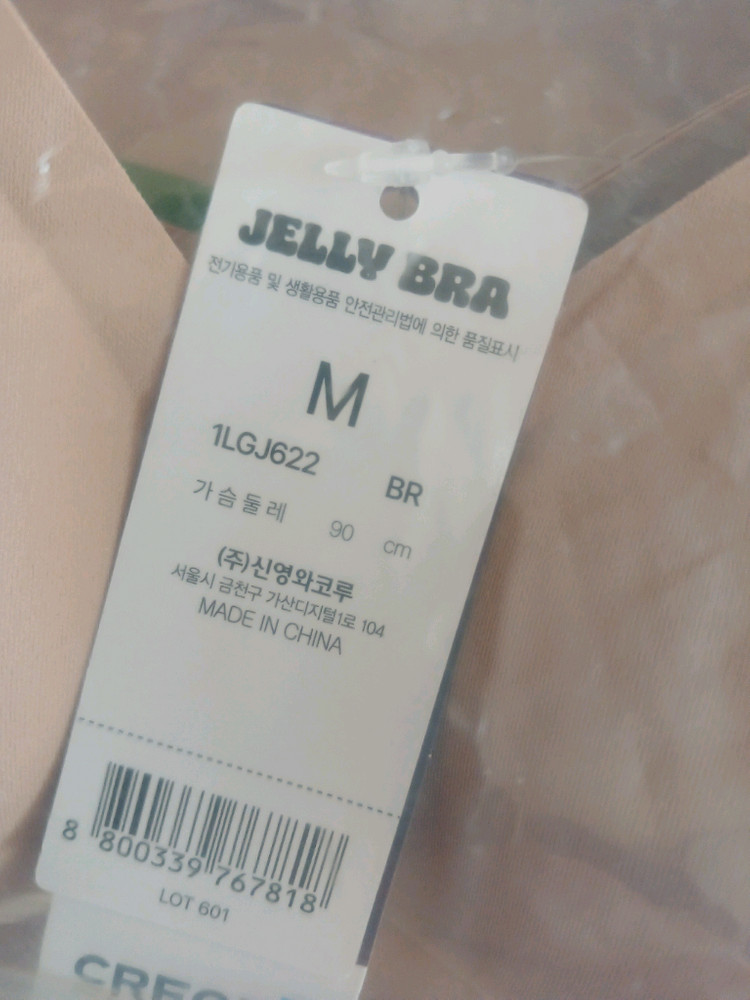 JELLY BRA
전기용품 및 생활용품 안전관리법에 의한 품질표시
M
1LGJ622 BR
가슴둘레 90 cm
(주)신영와코루
서울시 금천구 가산디지털1로 104
MADE IN CHINA
8 800339 767818
LOT 601